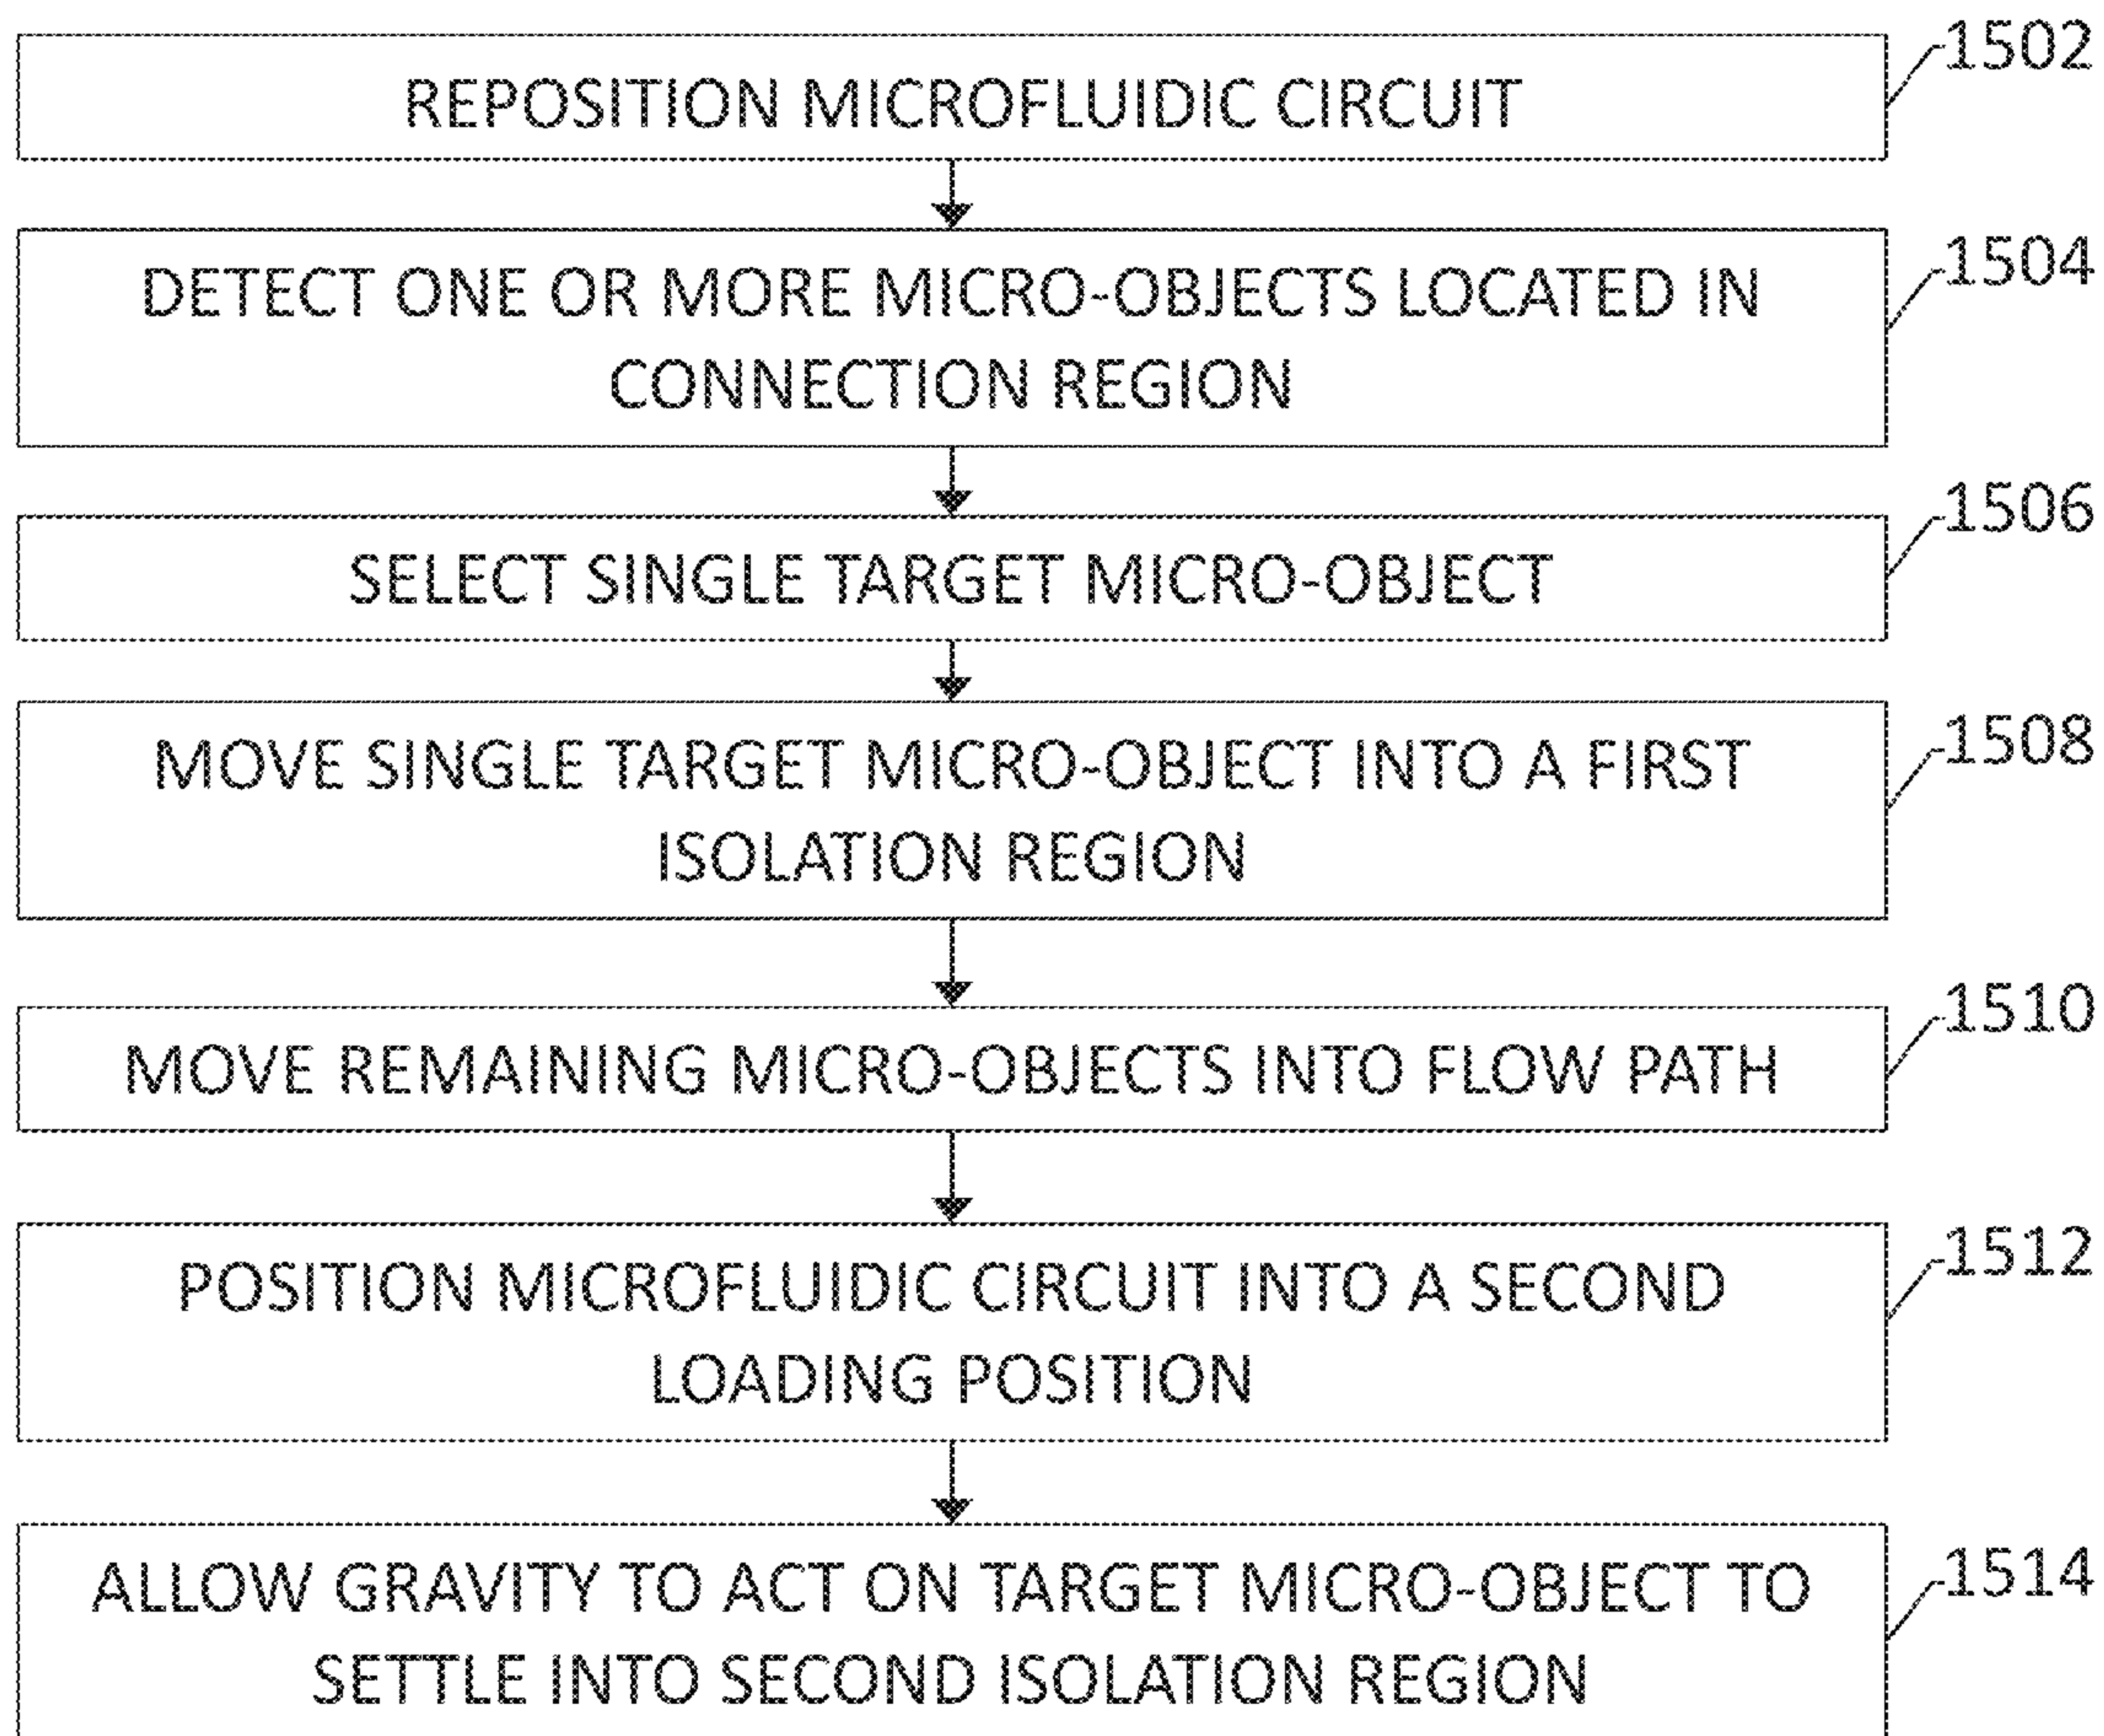 1502
REPOSITION MICROFLUIDIC CIRCUIT
1504
DETECT ONE OR MORE MICRO-OBJECTS LOCATED IN
CONNECTION REGION
1506
SELECT SINGLE TARGET MICRO-OBJECT
1508
MOVE SINGLE TARGET MICRO-OBJECT INTO A FIRST
ISOLATION REGION
1510
MOVE REMAINING MICRO-OBJECTS INTO FLOW PATH
1512
POSITION MICROFLUIDIC CIRCUIT INTO A SECOND
LOADING POSITION
1514
ALLOW GRAVITY TO ACT ON TARGET MICRO-OBJECT TO
SETTLE INTO SECOND ISOLATION REGION